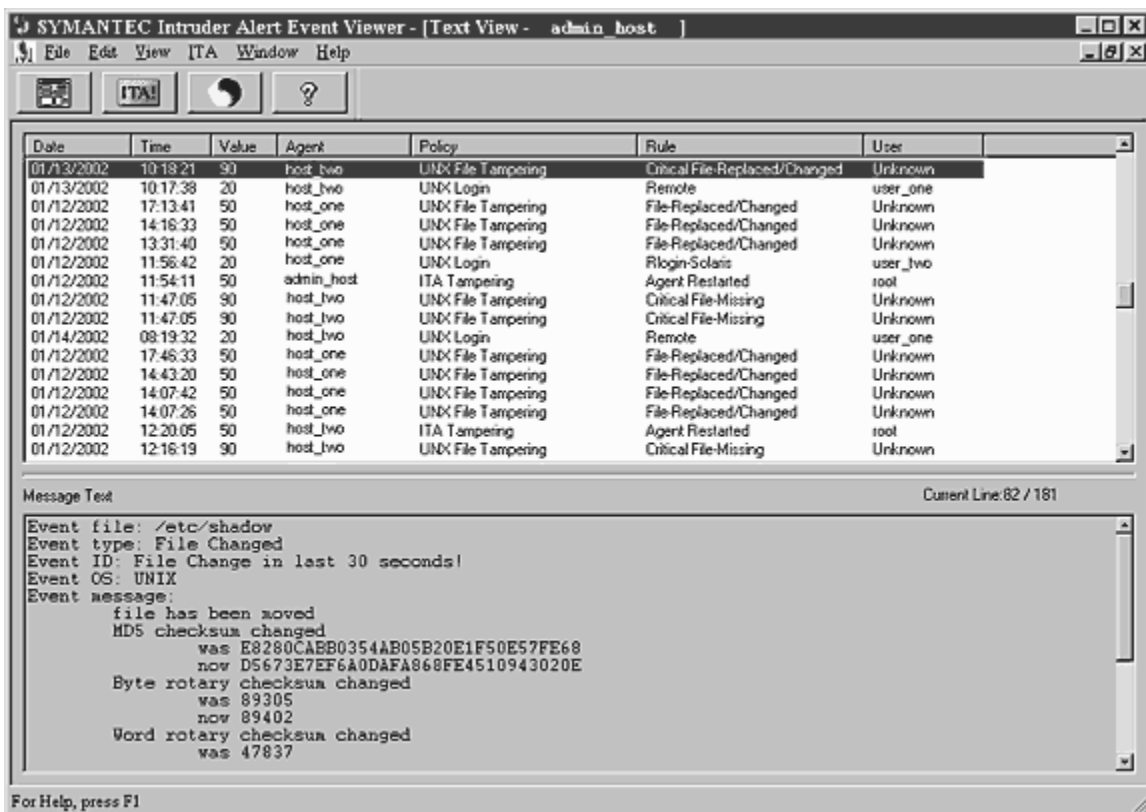 SYMANTEC Intruder Alert Event Viewer - [Text View - admin_host ]
File Edit View ITA Window Help
ITA! ?
Date Time Value Agent Policy Rule User
01/13/2002 10:18:21 90 host_two UNX File Tampering Critical File-Replaced/Changed Unknown
01/13/2002 10:17:38 20 host_two UNX Login Remote user_one
01/12/2002 17:13:41 50 host_one UNX File Tampering File-Replaced/Changed Unknown
01/12/2002 14:16:33 50 host_one UNX File Tampering File-Replaced/Changed Unknown
01/12/2002 13:31:40 50 host_one UNX File Tampering File-Replaced/Changed Unknown
01/12/2002 11:56:42 20 host_one UNX Login Rlogin-Solaris user_two
01/12/2002 11:54:11 50 admin_host ITA Tampering Agent Restarted root
01/12/2002 11:47:05 90 host_two UNX File Tampering Critical File-Missing Unknown
01/12/2002 11:47:05 90 host_two UNX File Tampering Critical File-Missing Unknown
01/14/2002 08:19:32 20 host_two UNX Login Remote user_one
01/12/2002 17:46:33 50 host_one UNX File Tampering File-Replaced/Changed Unknown
01/12/2002 14:43:20 50 host_one UNX File Tampering File-Replaced/Changed Unknown
01/12/2002 14:07:42 50 host_one UNX File Tampering File-Replaced/Changed Unknown
01/12/2002 14:07:26 50 host_one UNX File Tampering File-Replaced/Changed Unknown
01/12/2002 12:20:05 50 host_two ITA Tampering Agent Restarted root
01/12/2002 12:16:19 90 host_two UNX File Tampering Critical File-Missing Unknown
Message Text Current Line:82 / 181
Event file: /etc/shadow
Event type: File Changed
Event ID: File Change in last 30 seconds!
Event OS: UNIX
Event message:
file has been moved
MD5 checksum changed
was E8280CABB0354AB05B20E1F50E57FE68
now D5673E7EF6A0DAFA868FE4510943020E
Byte rotary checksum changed
was 89305
now 89402
Word rotary checksum changed
was 47837
For Help, press F1